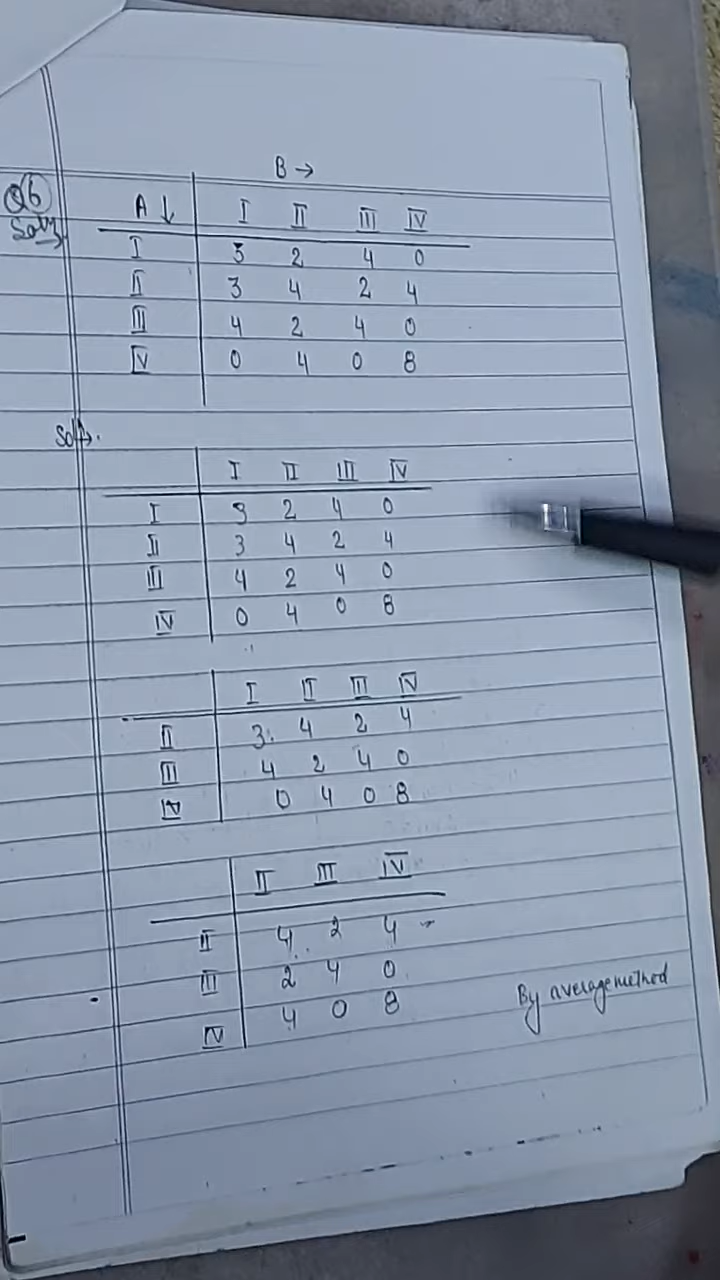 B →
Q6 A ↓ I II III IV
Soln
I 3 2 4 0
II 3 4 2 4
III 4 2 4 0
IV 0 4 0 8
Soln.
I II III IV
I 3 2 4 0
II 3 4 2 4
III 4 2 4 0
IV 0 4 0 8
I II III IV
II 3 4 2 4
III 4 2 4 0
IV 0 4 0 8
II III IV
II 4 2 4
III 2 4 0
IV 4 0 8
By average method